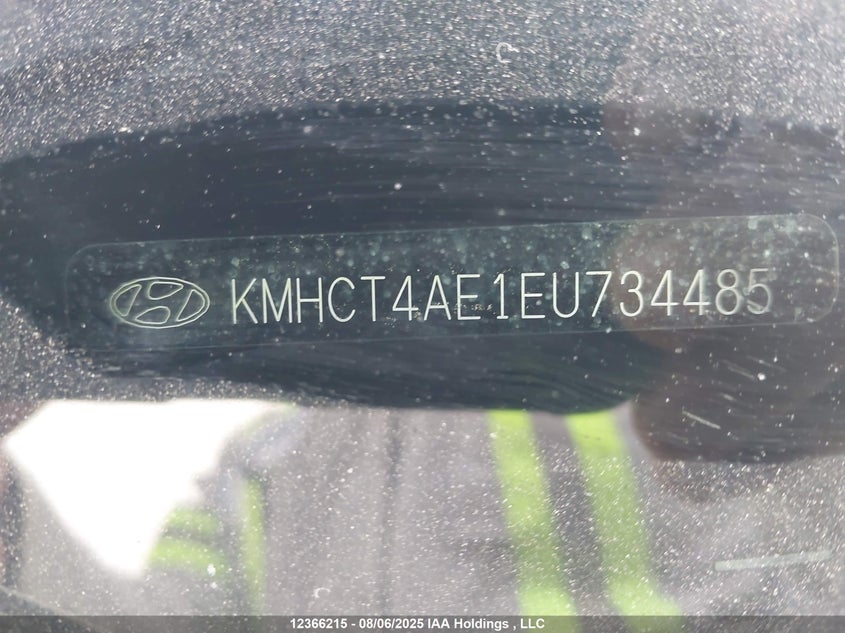 KMHCT4AE1EU734485
12366215 - 08/06/2025 IAA Holdings , LLC